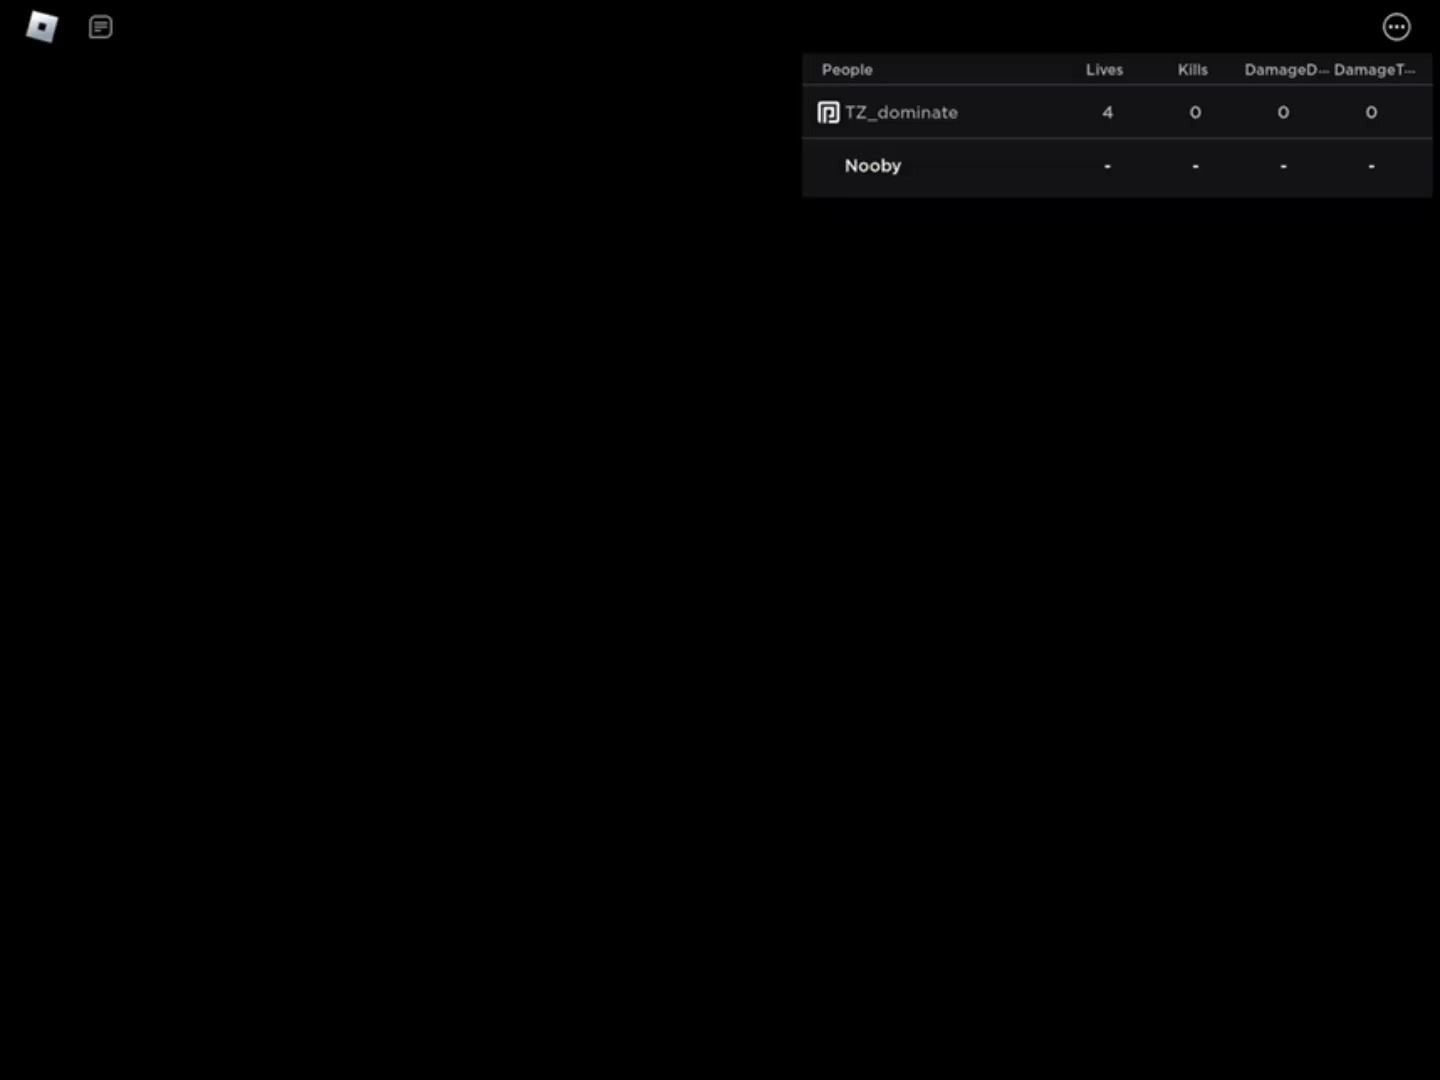 People Lives Kills DamageD... DamageT...
TZ_dominate 4 0 0 0
Nooby - - - -